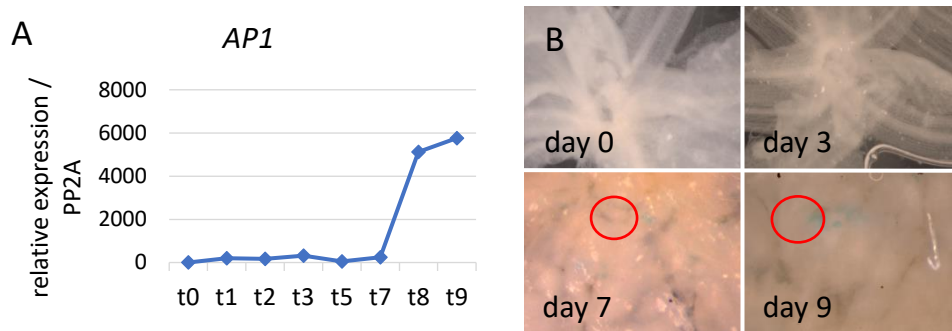 A
AP1
relative expression /
PP2A
8000
6000
4000
2000
0
t0 t1 t2 t3 t5 t7 t8 t9
B
day 0
day 3
day 7
day 9